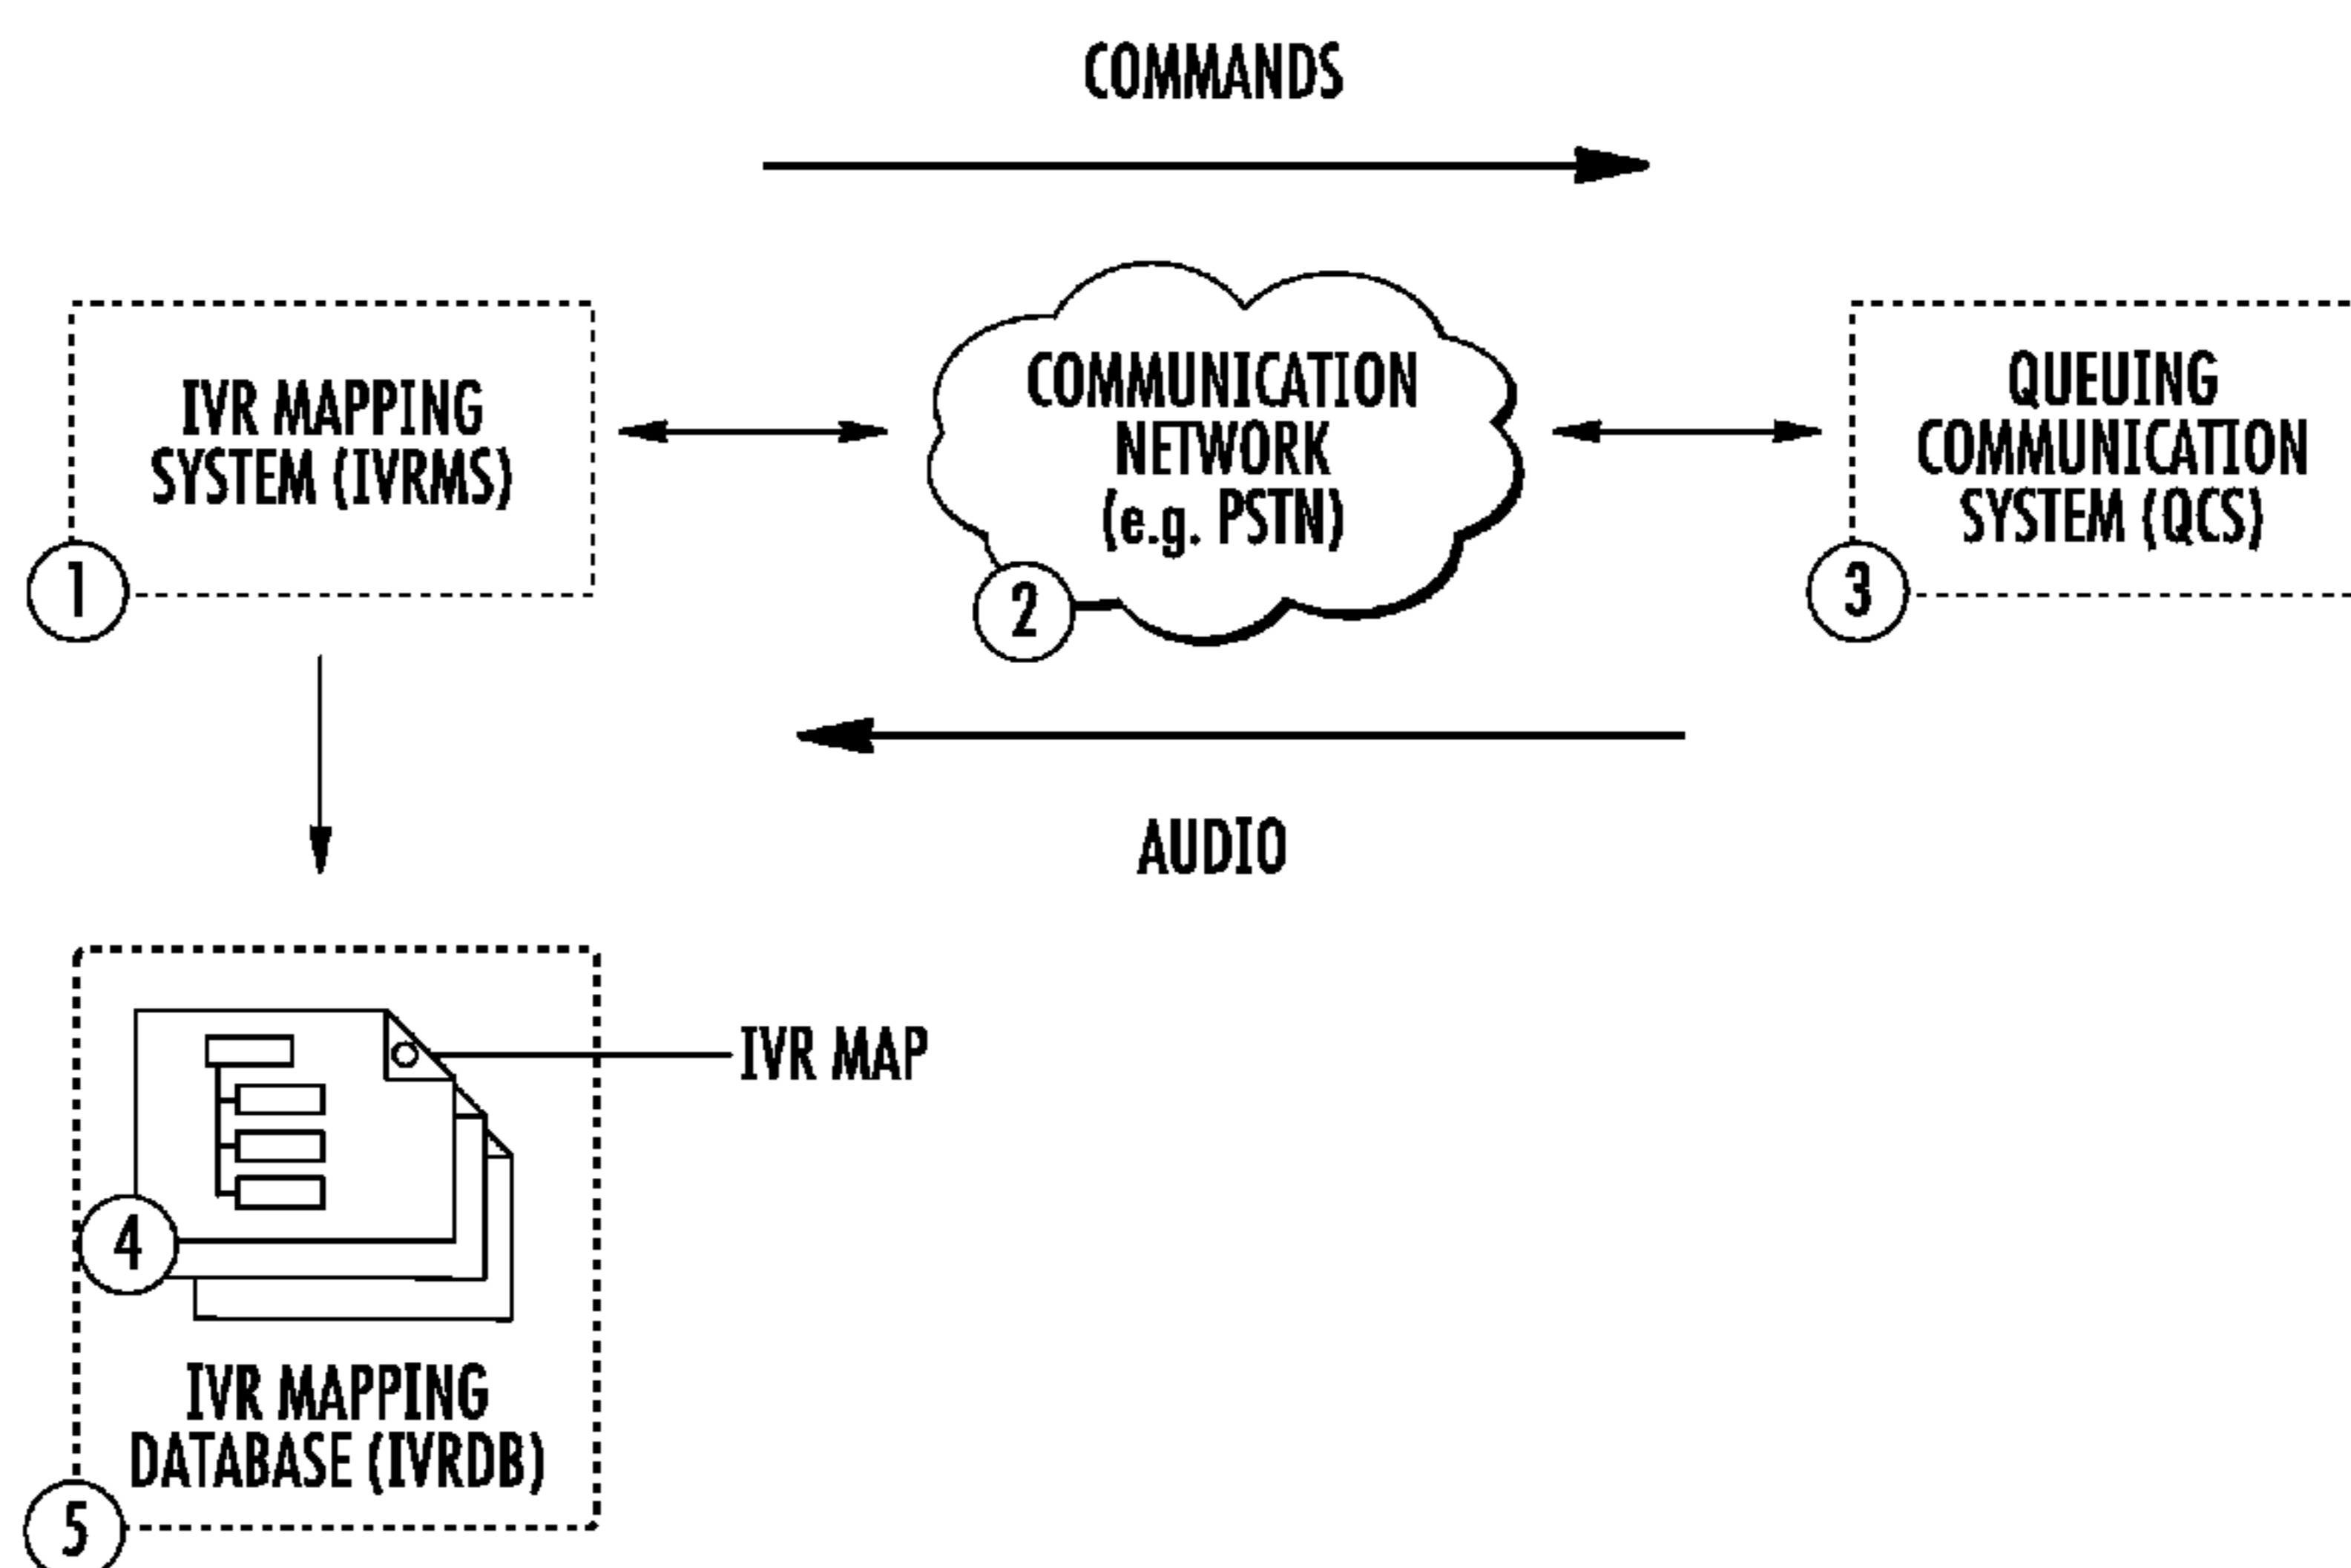 COMMANDS
IVR MAPPING
SYSTEM (IVRMS)
1
COMMUNICATION
NETWORK
(e.g. PSTN)
2
QUEUING
COMMUNICATION
SYSTEM (QCS)
3
AUDIO
IVR MAP
4
IVR MAPPING
DATABASE (IVRDB)
5